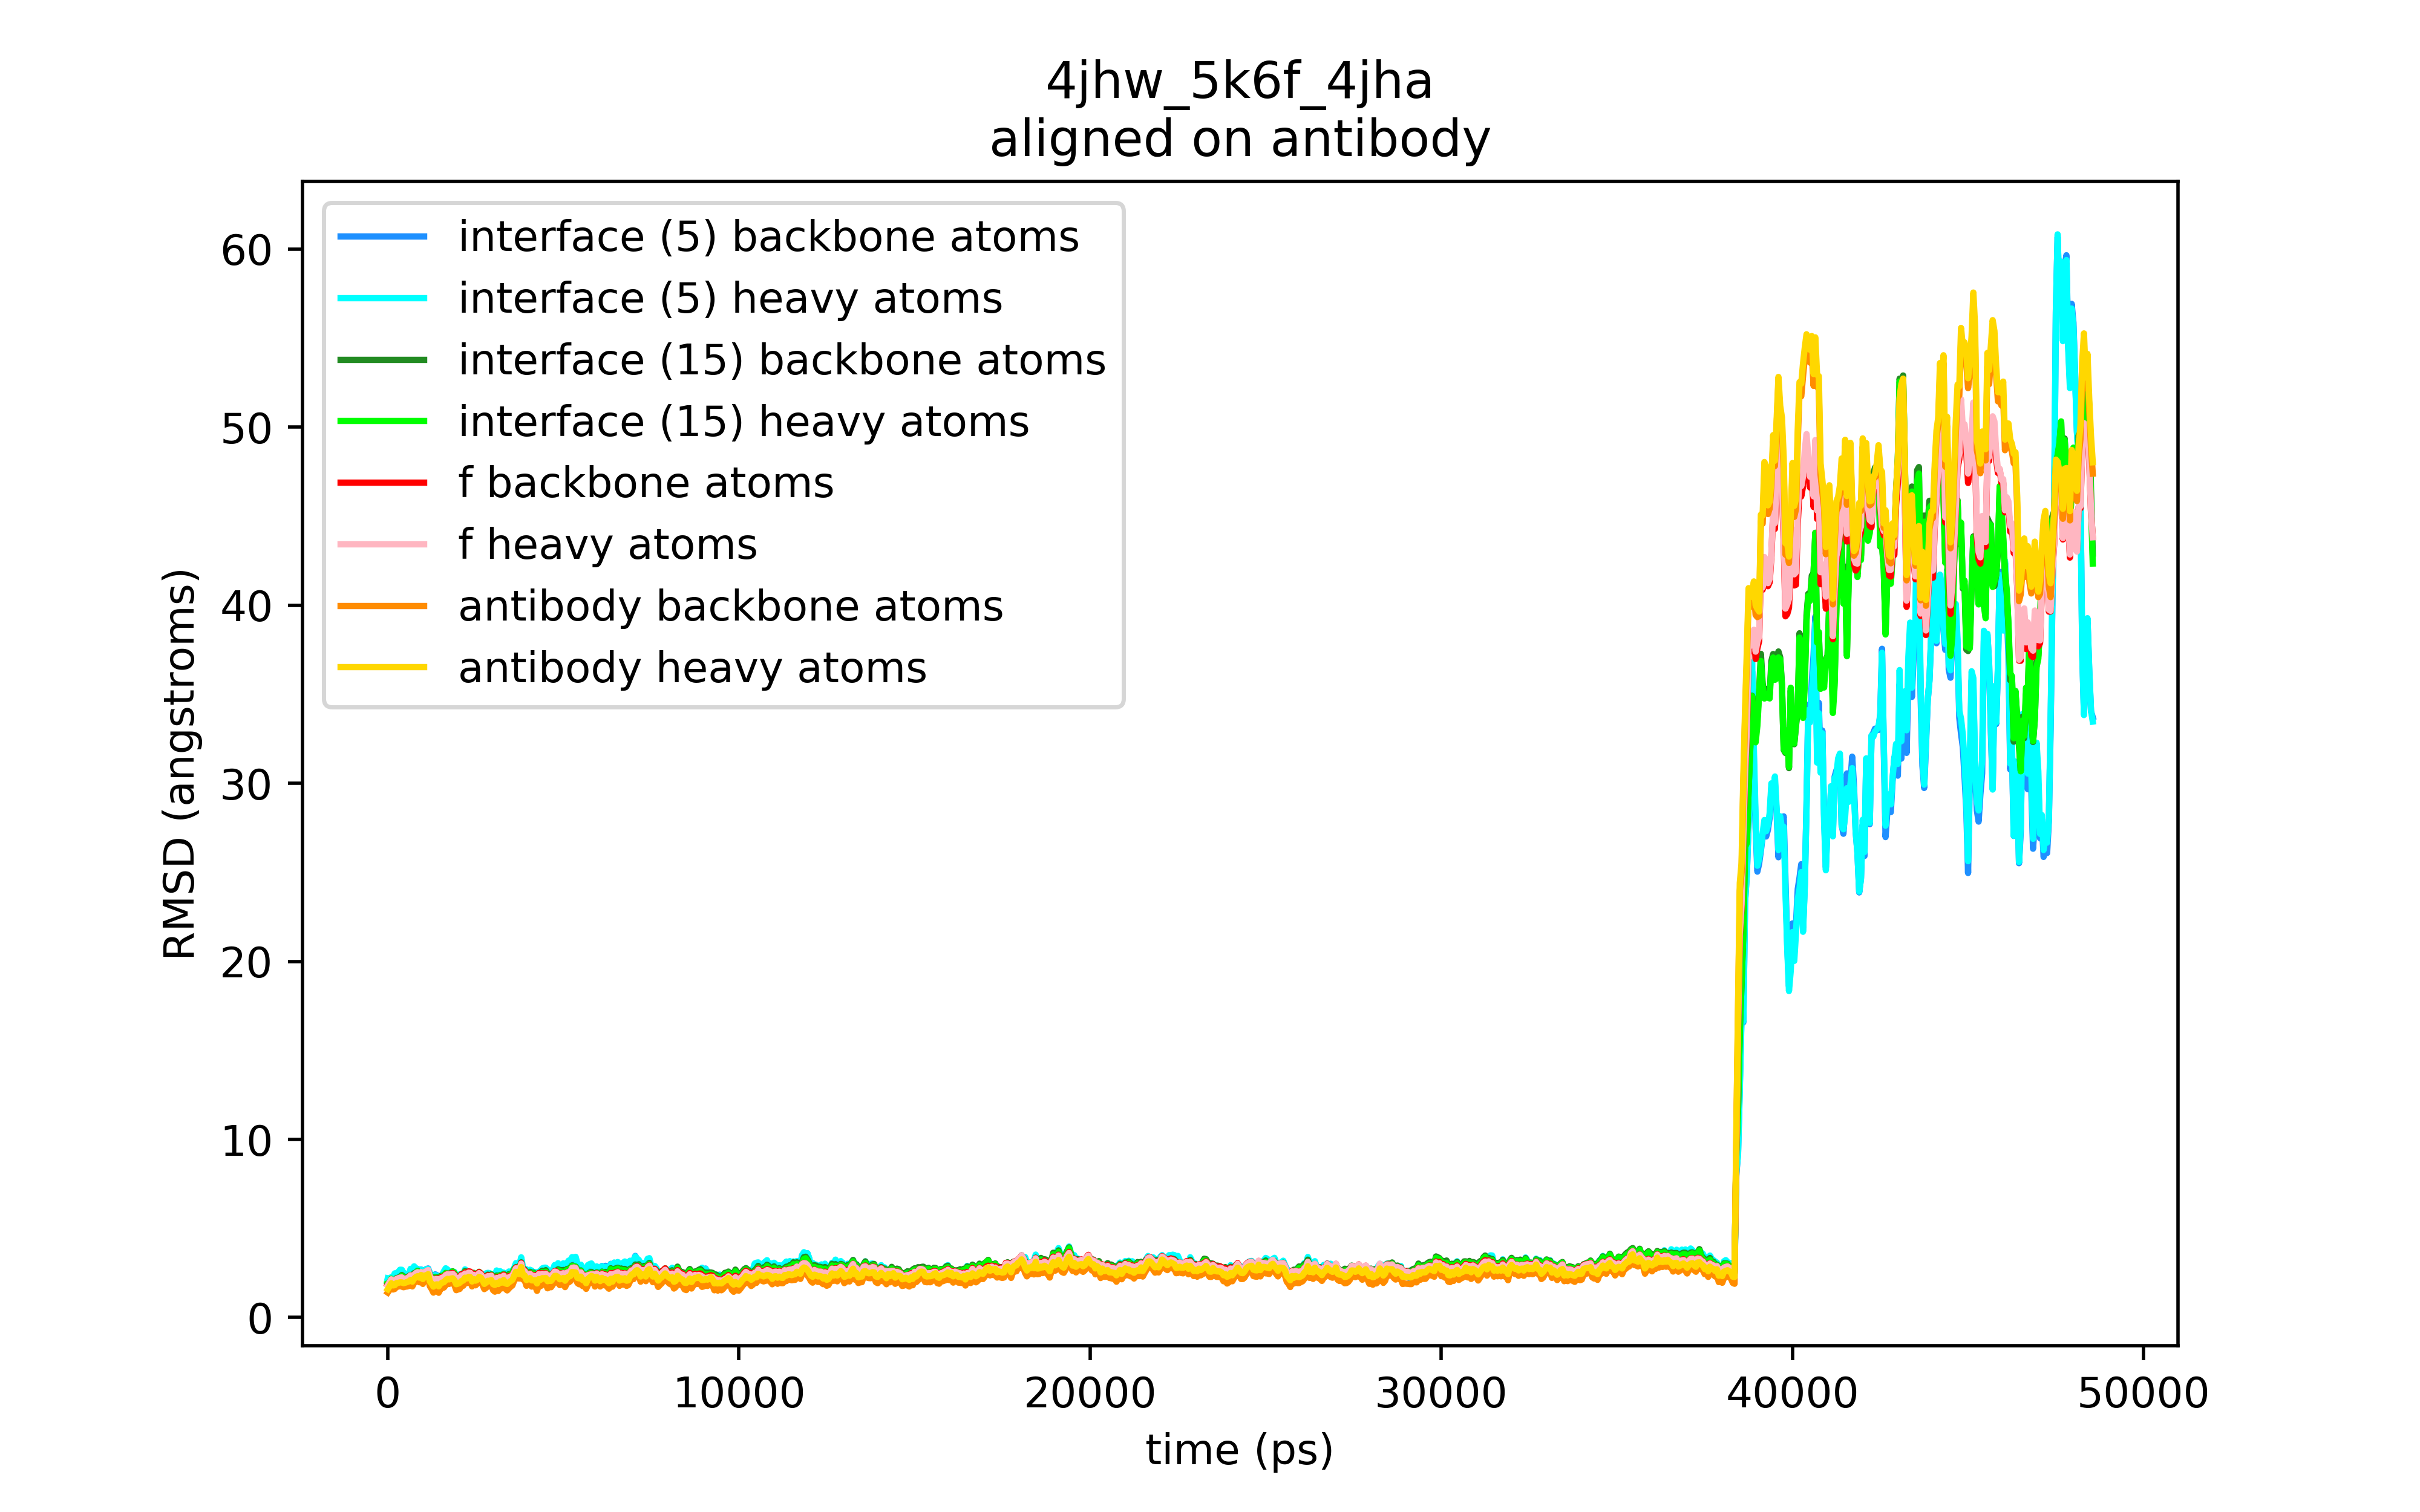 4jhw_5k6f_4jha
aligned on antibody
interface (5) backbone atoms
interface (5) heavy atoms
interface (15) backbone atoms
interface (15) heavy atoms
f backbone atoms
f heavy atoms
antibody backbone atoms
antibody heavy atoms
60
50
40
30
20
10
0
RMSD (angstroms)
0 10000 20000 30000 40000 50000
time (ps)